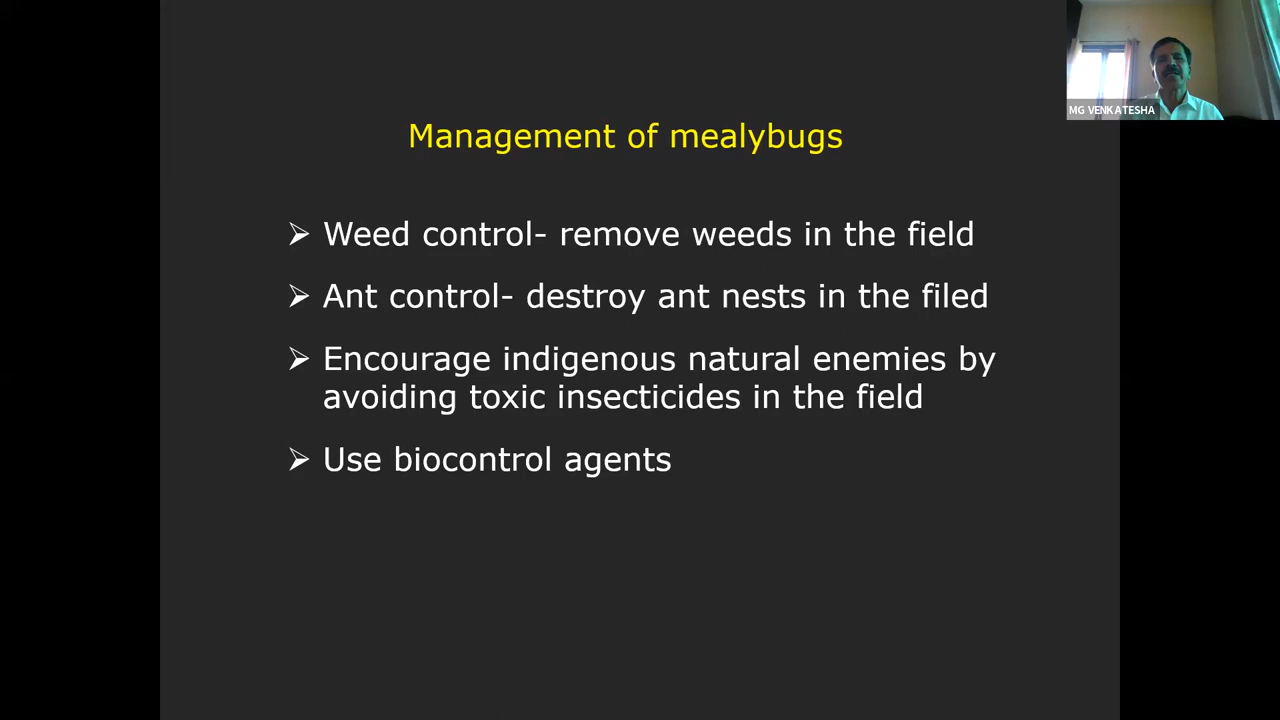 MG VENKATESHA
Management of mealybugs
➢ Weed control- remove weeds in the field
➢ Ant control- destroy ant nests in the filed
➢ Encourage indigenous natural enemies by
avoiding toxic insecticides in the field
➢ Use biocontrol agents